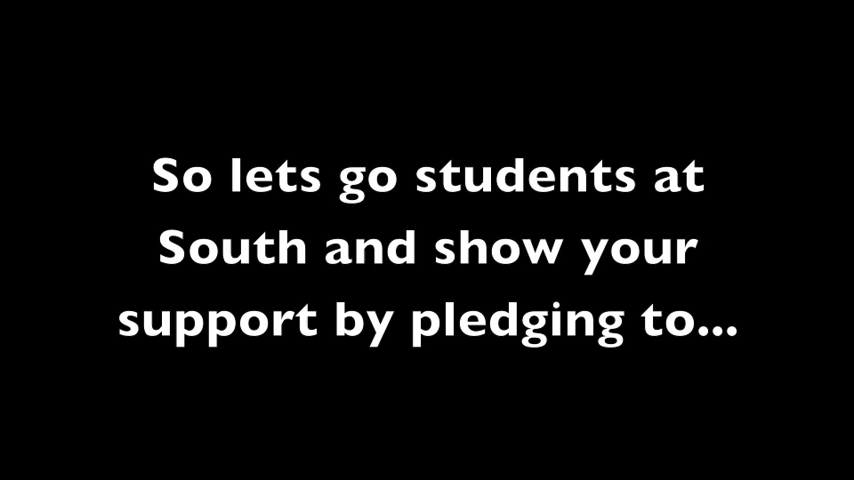 So lets go students at
South and show your
support by pledging to...